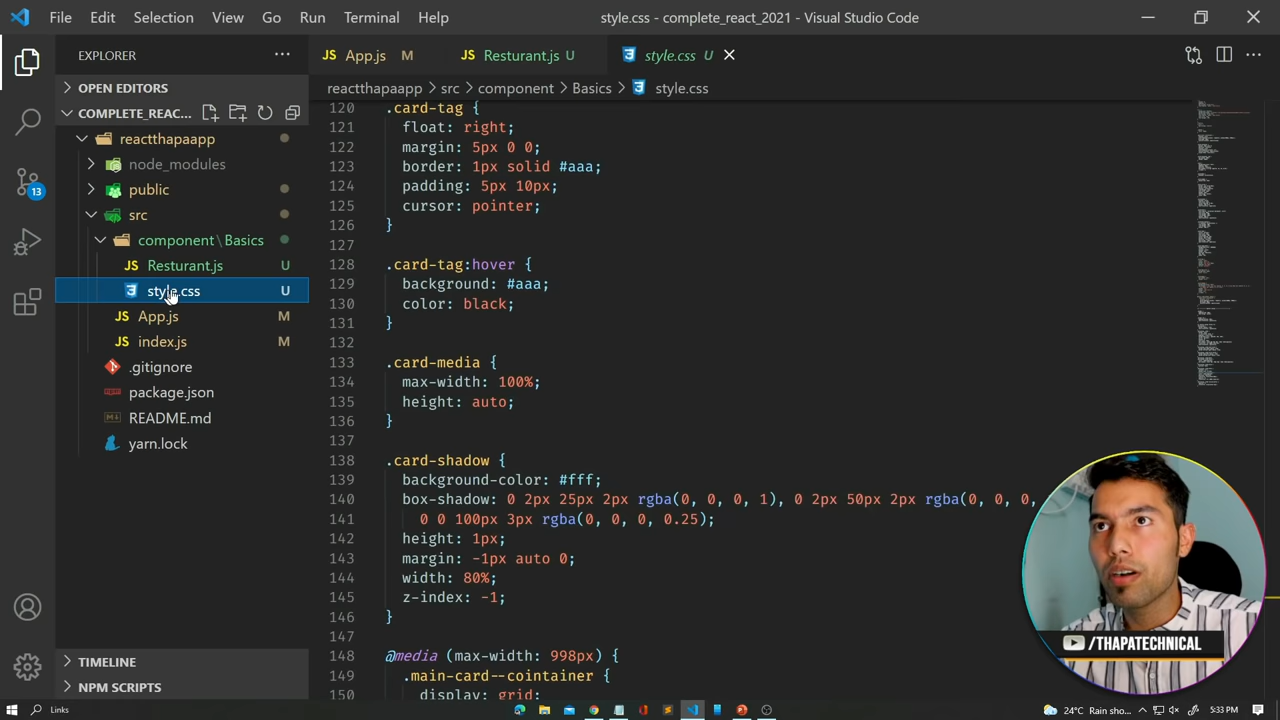 File Edit Selection View Go Run Terminal Help
style.css - complete_react_2021 - Visual Studio Code
EXPLORER
OPEN EDITORS
COMPLETE_REAC...
reactthapaapp
node_modules
public
src
component\Basics
Resturant.js U
style.css U
App.js M
index.js M
.gitignore
package.json
README.md
yarn.lock
TIMELINE
NPM SCRIPTS
13
JS App.js M
JS Resturant.js U
style.css U
reactthapaapp > src > component > Basics > style.css
120 .card-tag {
121 float: right;
122 margin: 5px 0 0;
123 border: 1px solid #aaa;
124 padding: 5px 10px;
125 cursor: pointer;
126 }
127
128 .card-tag:hover {
129 background: #aaa;
130 color: black;
131 }
132
133 .card-media {
134 max-width: 100%;
135 height: auto;
136 }
137
138 .card-shadow {
139 background-color: #fff;
140 box-shadow: 0 2px 25px 2px rgba(0, 0, 0, 1), 0 2px 50px 2px rgba(0, 0, 0,
141 0 0 100px 3px rgba(0, 0, 0, 0.25);
142 height: 1px;
143 margin: -1px auto 0;
144 width: 80%;
145 z-index: -1;
146 }
147
148 @media (max-width: 998px) {
149 .main-card--cointainer {
150 display: grid;
/THAPATECHNICAL
Links
24°C Rain sho...
5:33 PM